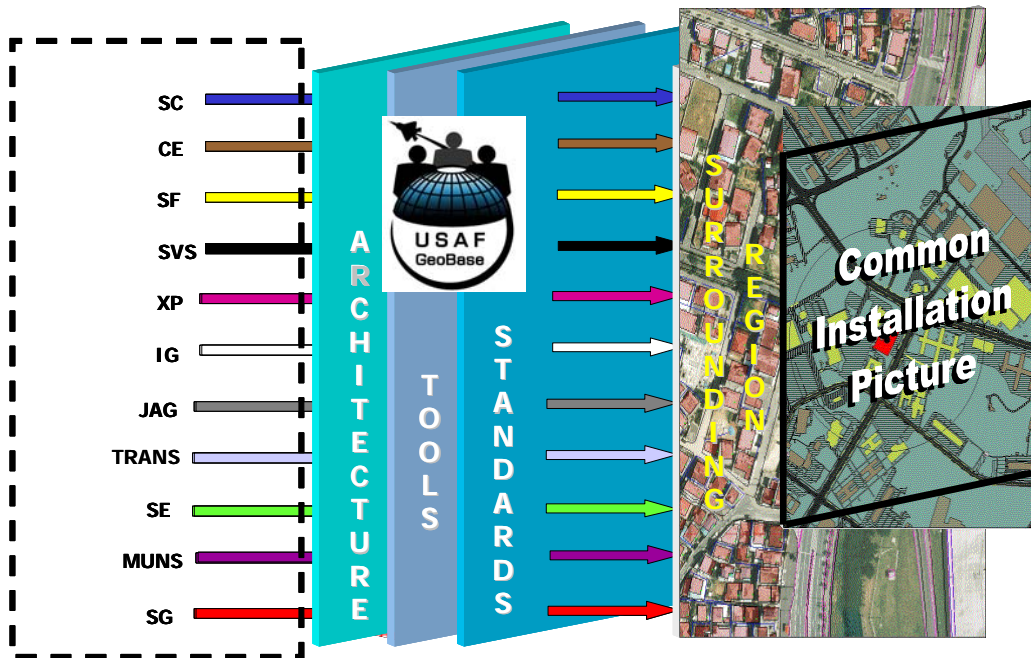 SC
CE
SF
SVS
XP
IG
JAG
TRANS
SE
MUNS
SG
ARCHITECTURE
TOOLS
STANDARDS
USAF
GeoBase
SURROUNDING
REGION
Common
Installation
Picture